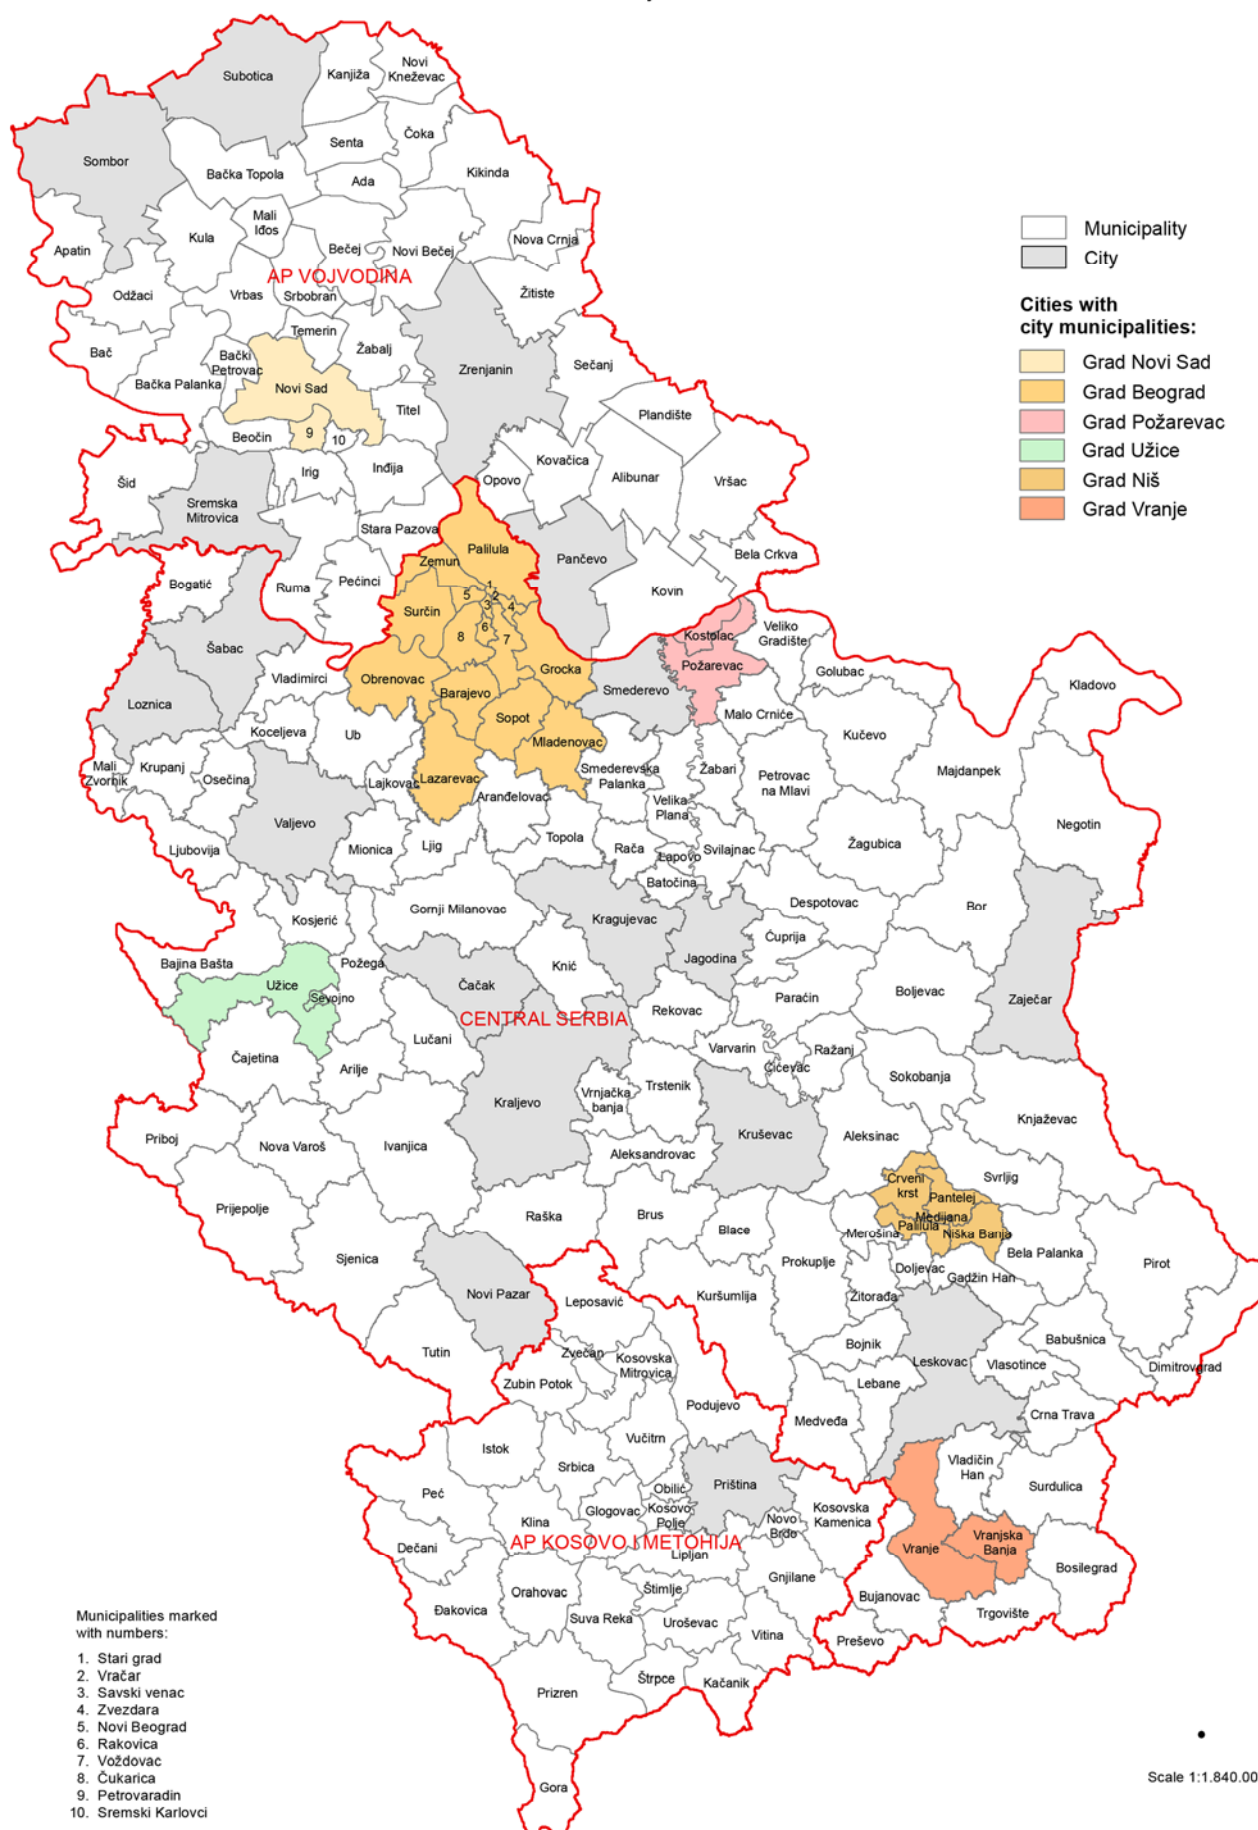 Subotica
Kanjiža
Novi
Kneževac
Sombor
Senta
Čoka
Bačka Topola
Ada
Kikinda
Apatin
Kula
Mali
Iđos
Bečej
Novi Bečej
Nova Crnja
AP VOJVODINA
Odžaci
Vrbas
Srbobran
Žitište
Temerin
Žabalj
Bač
Bački
Petrovac
Bačka Palanka
Novi Sad
Zrenjanin
Sečanj
Titel
Plandište
Beočin
9
10
Šid
Irig
Inđija
Opovo
Kovačica
Alibunar
Vršac
Sremska
Mitrovica
Stara Pazova
Palilula
Pančevo
Bela Crkva
Zemun
Bogatić
Ruma
Pećinci
Kovin
1
2
3
4
5
6
7
8
Surčin
Kostolac
Veliko
Gradište
Šabac
Grocka
Požarevac
Golubac
Vladimirci
Obrenovac
Barajevo
Smederevo
Kladovo
Loznica
Sopot
Malo Crniće
Koceljeva
Ub
Mladenovac
Kučevo
Mali
Zvornik
Krupanj
Osečina
Lajkovac
Lazarevac
Smederevska
Palanka
Žabari
Petrovac
na Mlavi
Majdanpek
Aranđelovac
Velika
Plana
Valjevo
Negotin
Ljubovija
Mionica
Ljig
Topola
Rača
Lapovo
Svilajnac
Žagubica
Batočina
Kosjerić
Gornji Milanovac
Kragujevac
Despotovac
Bor
Ćuprija
Bajina Bašta
Požega
Knić
Jagodina
Užice
Čačak
Sevojno
Paraćin
Boljevac
Zaječar
CENTRAL SERBIA
Rekovac
Čajetina
Lučani
Varvarin
Ražanj
Arilje
Ćićevac
Sokobanja
Kraljevo
Vrnjačka
banja
Trstenik
Knjaževac
Priboj
Nova Varoš
Ivanjica
Kruševac
Aleksinac
Aleksandrovac
Svrljig
Crveni
krst
Pantelej
Prijepolje
Raška
Brus
Blace
Medijana
Palilula
Niška Banja
Merošina
Sjenica
Prokuplje
Bela Palanka
Pirot
Doljevac
Gadžin Han
Novi Pazar
Leposavić
Kuršumlija
Žitorađa
Bojnik
Babušnica
Tutin
Zvečan
Kosovska
Mitrovica
Leskovac
Vlasotince
Dimitrovgrad
Zubin Potok
Lebane
Podujevo
Medveđa
Crna Trava
Istok
Vučitrn
Srbica
Vladičin
Han
Peć
Obilić
Priština
Surdulica
Klina
Glogovac
Kosovo
Polje
Novo
Brdo
Kosovska
Kamenica
AP KOSOVO I METOHIJA
Dečani
Lipljan
Vranje
Vranjska
Banja
Orahovac
Štimlje
Gnjilane
Bosilegrad
Đakovica
Suva Reka
Uroševac
Bujanovac
Trgovište
Vitina
Preševo
Štrpce
Kačanik
Prizren
Gora
Municipality
City
Cities with
city municipalities:
Grad Novi Sad
Grad Beograd
Grad Požarevac
Grad Užice
Grad Niš
Grad Vranje
Municipalities marked
with numbers:
1. Stari grad
2. Vračar
3. Savski venac
4. Zvezdara
5. Novi Beograd
6. Rakovica
7. Voždovac
8. Čukarica
9. Petrovaradin
10. Sremski Karlovci
Scale 1:1.840.00